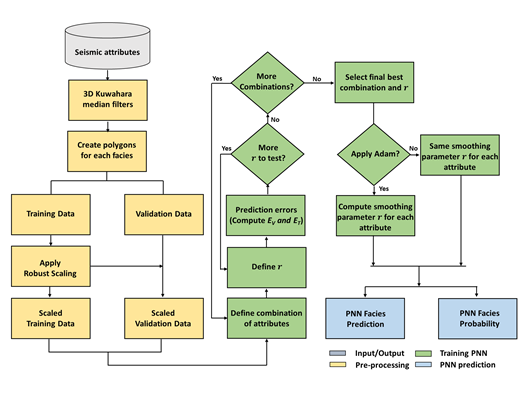 Seismic attributes
3D Kuwahara
median filters
Create polygons
for each facies
Training Data
Validation Data
Apply
Robust Scaling
Scaled
Training Data
Scaled
Validation Data
Yes
More
Combinations?
No
No
More
r to test?
Yes
Prediction errors
(Compute Eᵥ and E_T)
Define r
Define combination
of attributes
Select final best
combination and r
Apply Adam?
No
Same smoothing
parameter r for each
attribute
Yes
Compute smoothing
parameter r for each
attribute
PNN Facies
Prediction
PNN Facies
Probability
Input/Output
Training PNN
Pre-processing
PNN prediction